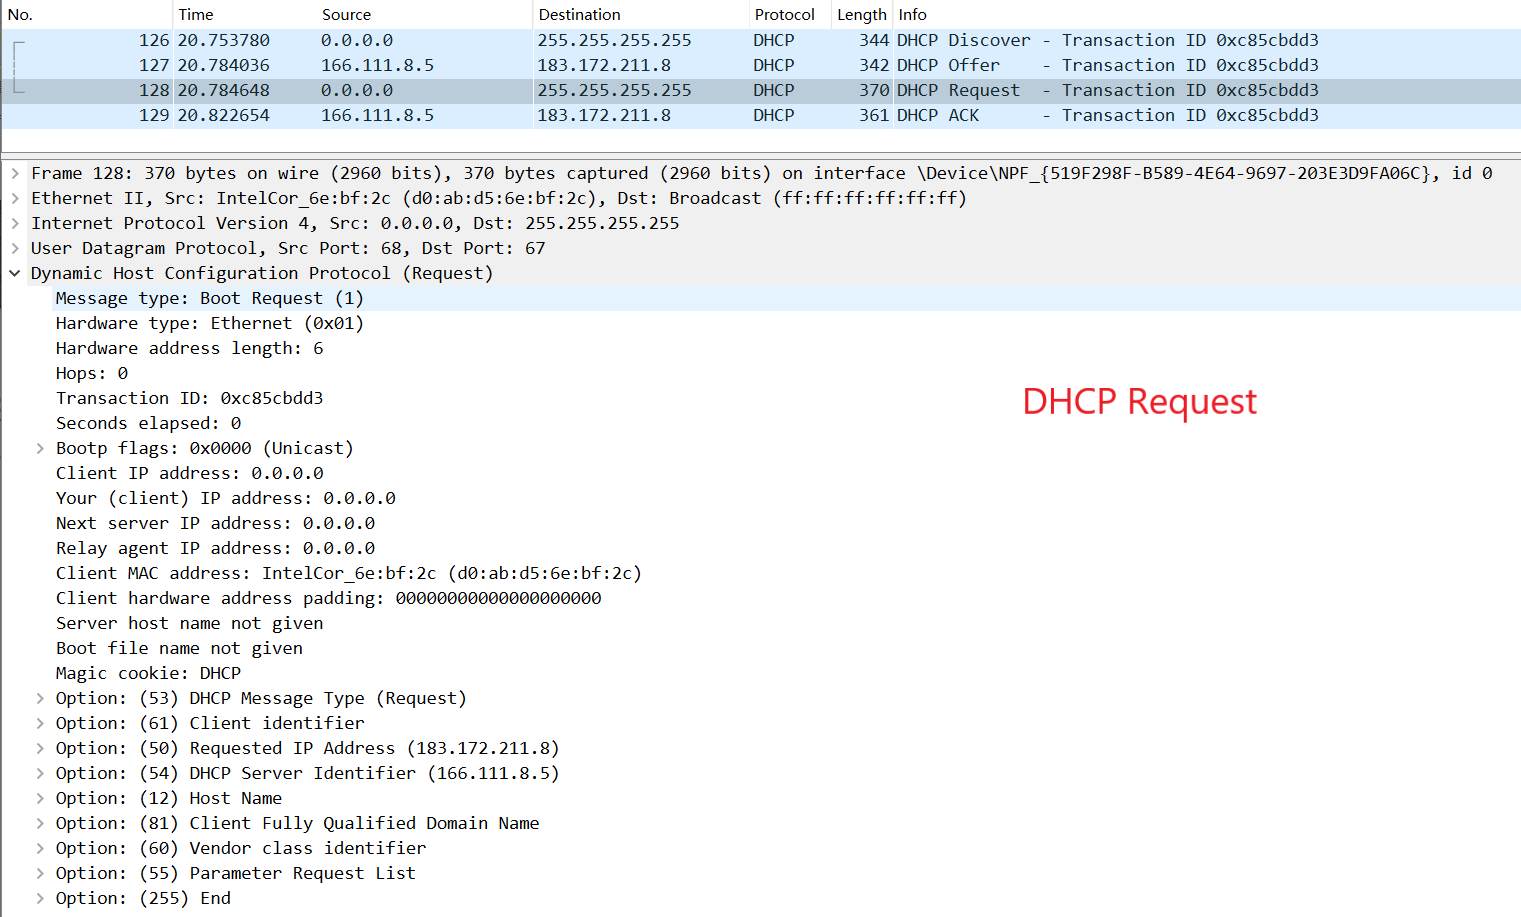 No. Time Source Destination Protocol Length Info
126 20.753780 0.0.0.0 255.255.255.255 DHCP 344 DHCP Discover - Transaction ID 0xc85cbdd3
127 20.784036 166.111.8.5 183.172.211.8 DHCP 342 DHCP Offer - Transaction ID 0xc85cbdd3
128 20.784648 0.0.0.0 255.255.255.255 DHCP 370 DHCP Request - Transaction ID 0xc85cbdd3
129 20.822654 166.111.8.5 183.172.211.8 DHCP 361 DHCP ACK - Transaction ID 0xc85cbdd3
Frame 128: 370 bytes on wire (2960 bits), 370 bytes captured (2960 bits) on interface \Device\NPF_{519F298F-B589-4E64-9697-203E3D9FA06C}, id 0
Ethernet II, Src: IntelCor_6e:bf:2c (d0:ab:d5:6e:bf:2c), Dst: Broadcast (ff:ff:ff:ff:ff:ff)
Internet Protocol Version 4, Src: 0.0.0.0, Dst: 255.255.255.255
User Datagram Protocol, Src Port: 68, Dst Port: 67
Dynamic Host Configuration Protocol (Request)
Message type: Boot Request (1)
Hardware type: Ethernet (0x01)
Hardware address length: 6
Hops: 0
Transaction ID: 0xc85cbdd3
DHCP Request
Seconds elapsed: 0
Bootp flags: 0x0000 (Unicast)
Client IP address: 0.0.0.0
Your (client) IP address: 0.0.0.0
Next server IP address: 0.0.0.0
Relay agent IP address: 0.0.0.0
Client MAC address: IntelCor_6e:bf:2c (d0:ab:d5:6e:bf:2c)
Client hardware address padding: 00000000000000000000
Server host name not given
Boot file name not given
Magic cookie: DHCP
Option: (53) DHCP Message Type (Request)
Option: (61) Client identifier
Option: (50) Requested IP Address (183.172.211.8)
Option: (54) DHCP Server Identifier (166.111.8.5)
Option: (12) Host Name
Option: (81) Client Fully Qualified Domain Name
Option: (60) Vendor class identifier
Option: (55) Parameter Request List
Option: (255) End